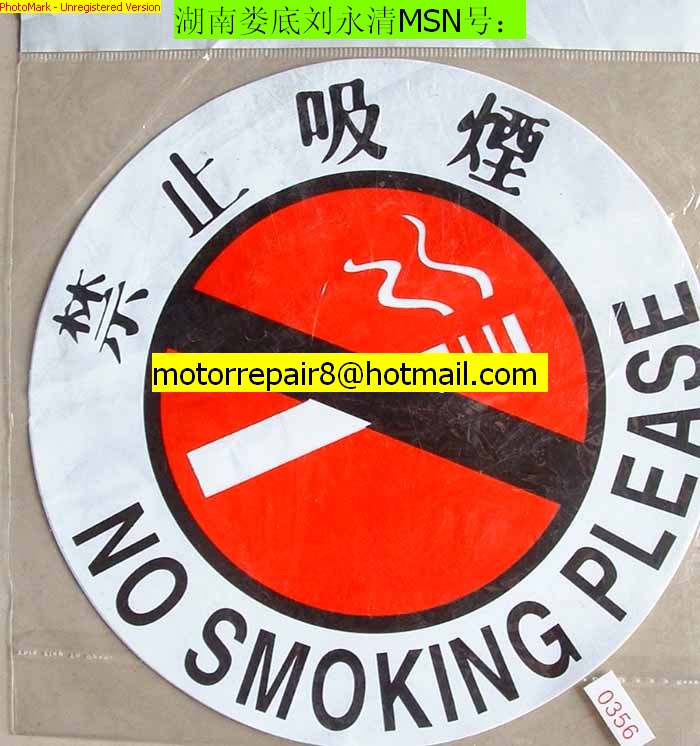 PhotoMark - Unregistered Version
湖南娄底刘永清MSN号：
禁止吸煙
motorrepair8@hotmail.com
NO SMOKING PLEASE
0356